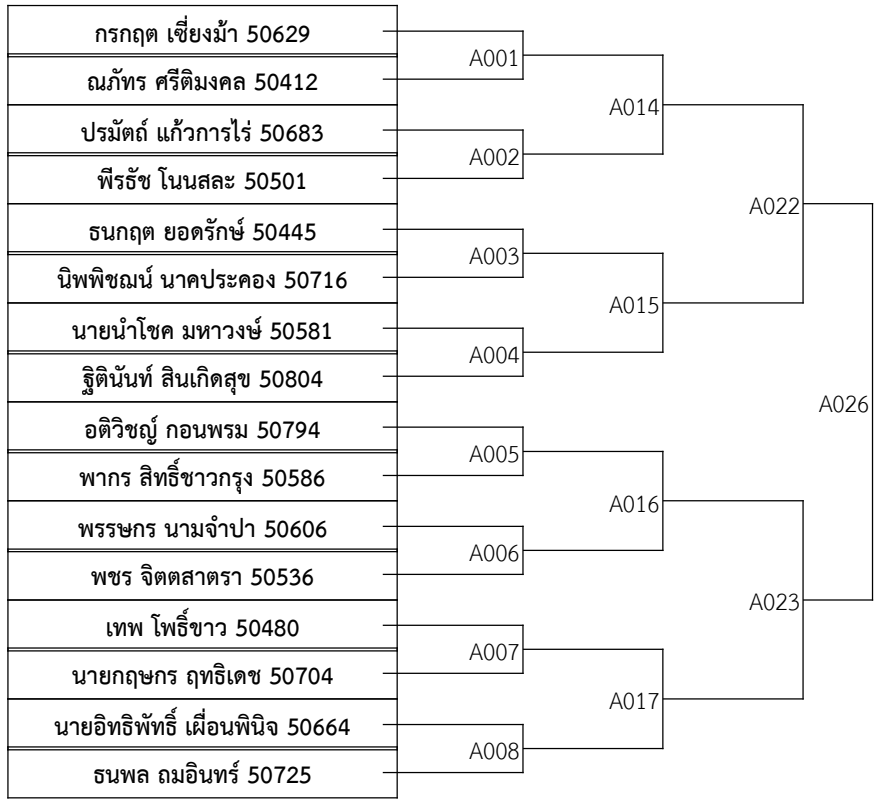 กรกฤต เซี่ยงม้า 50629
ณภัทร ศรีติมงคล 50412
ปรมัตถ์ แก้วการไร่ 50683
พีรธัช โนนสละ 50501
ธนกฤต ยอดรักษ์ 50445
นิพพิชฌน์ นาคประคอง 50716
นายนำโชค มหาวงษ์ 50581
ฐิตินันท์ สินเกิดสุข 50804
อติวิชญ์ กอนพรม 50794
พากร สิทธิ์ชาวกรุง 50586
พรรษกร นามจำปา 50606
พชร จิตตสาตรา 50536
เทพ โพธิ์ขาว 50480
นายกฤษกร ฤทธิเดช 50704
นายอิทธิพัทธิ์ เผื่อนพินิจ 50664
ธนพล ถมอินทร์ 50725
A001
A002
A003
A004
A005
A006
A007
A008
A014
A015
A016
A017
A022
A023
A026